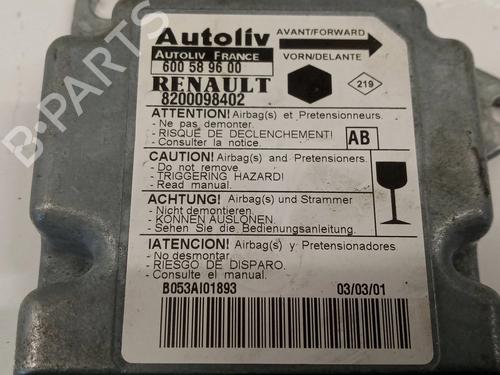 Autoliv
AVANT/FORWARD
AUTOLIV FRANCE
VORN/DELANTE
600 58 96 00
RENAULT
219
8200098402
ATTENTION! Airbag(s) et Pretensionneurs.
- Ne pas demonter.
- RISQUE DE DECLENCHEMENT!
- Consulter la notice.
AB
CAUTION! Airbag(s) and Pretensioners.
- Do not remove
- TRIGGERING HAZARD!
- Read manual.
ACHTUNG! Airbag(s) und Strammer
- Nicht demontieren.
- KÖNNEN AUSLÖNEN.
- Sehen Sie die Bedienungsanleitung.
!ATENCION! Airbag(s) y Pretensionadores
- No desmontar.
- RIESGO DE DISPARO.
- Consulte el manual.
B053AI01893
03/03/01
B-PARTS